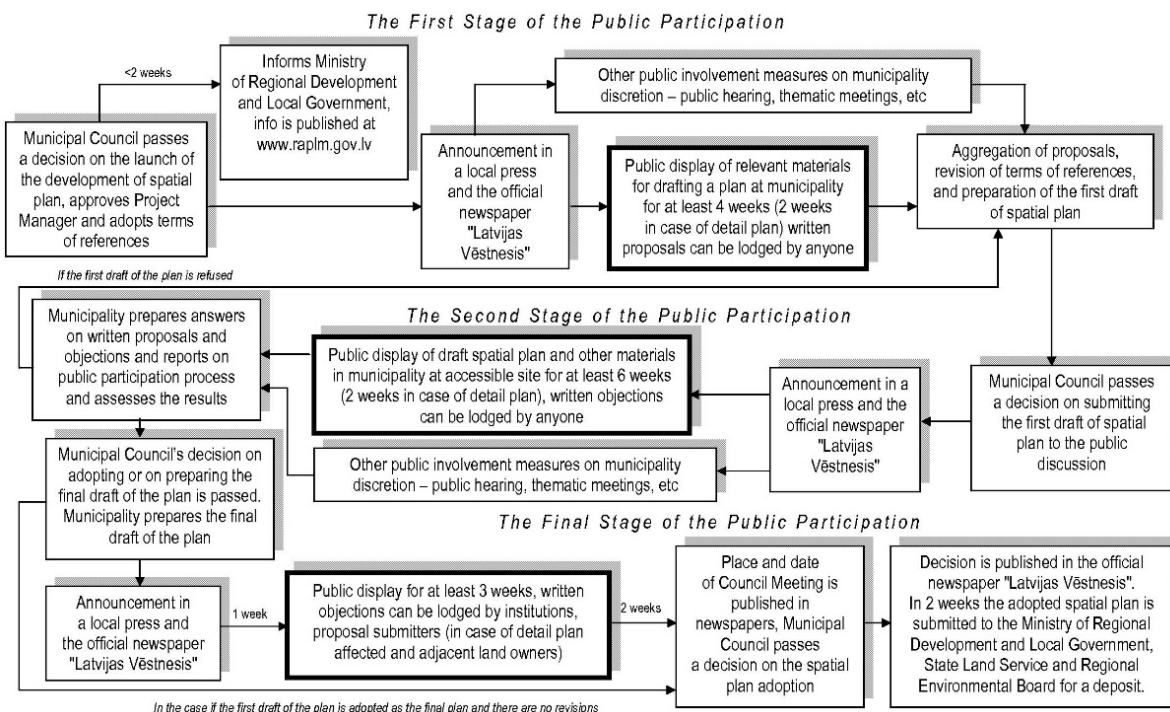 The First Stage of the Public Participation
<2 weeks
Informs Ministry
of Regional Development
and Local Government,
info is published at
www.raplm.gov.lv
Other public involvement measures on municipality
discretion – public hearing, thematic meetings, etc
Municipal Council passes
a decision on the launch of
the development of spatial
plan, approves Project
Manager and adopts terms
of references
Announcement in
a local press
and the official
newspaper
"Latvijas
Vēstnesis"
Public display of relevant materials
for drafting a plan at municipality
for at least 4 weeks (2 weeks
in case of detail plan) written
proposals can be lodged by anyone
Aggregation of proposals,
revision of terms of references,
and preparation of the first draft
of spatial plan
If the first draft of the plan is refused
The Second Stage of the Public Participation
Municipality prepares answers
on written proposals and
objections and reports on
public participation process
and assesses the results
Public display of draft spatial plan and other materials
in municipality at accessible site for at least 6 weeks
(2 weeks in case of detail plan), written objections
can be lodged by anyone
Announcement in a
local press and the
official newspaper
"Latvijas
Vēstnesis"
Municipal Council passes
a decision on submitting
the first draft of spatial
plan to the public
discussion
Other public involvement measures on municipality
discretion – public hearing, thematic meetings, etc
Municipal Council's decision on
adopting or on preparing the
final draft of the plan is passed.
Municipality prepares the final
draft of the plan
The Final Stage of the Public Participation
Announcement in
a local press and
the official newspaper
"Latvijas Vēstnesis"
1 week
Public display for at least 3 weeks, written
objections can be lodged by institutions,
proposal submitters (in case of detail plan
affected and adjacent land owners)
2 weeks
Place and date
of Council Meeting is
published in
newspapers, Municipal
Council passes
a decision on the spatial
plan adoption
Decision is published in the official
newspaper "Latvijas Vēstnesis".
In 2 weeks the adopted spatial plan is
submitted to the Ministry of Regional
Development and Local Government,
State Land Service and Regional
Environmental Board for a deposit.
In the case if the first draft of the plan is adopted as the final plan and there are no revisions